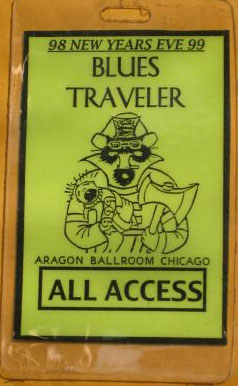 98 NEW YEARS EVE 99
BLUES
TRAVELER
ARAGON BALLROOM CHICAGO
ALL ACCESS